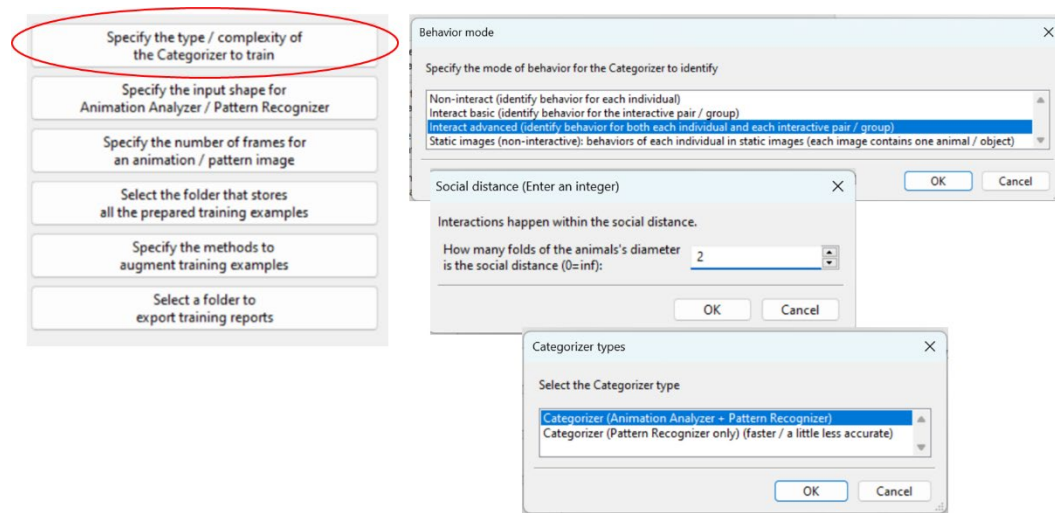 Specify the type / complexity of
the Categorizer to train
Specify the input shape for
Animation Analyzer / Pattern Recognizer
Specify the number of frames for
an animation / pattern image
Select the folder that stores
all the prepared training examples
Specify the methods to
augment training examples
Select a folder to
export training reports
Behavior mode
Specify the mode of behavior for the Categorizer to identify
Non-interact (identify behavior for each individual)
Interact basic (identify behavior for the interactive pair / group)
Interact advanced (identify behavior for both each individual and each interactive pair / group)
Static images (non-interactive): behaviors of each individual in static images (each image contains one animal / object)
OK Cancel
Social distance (Enter an integer)
Interactions happen within the social distance.
How many folds of the animals's diameter
is the social distance (0=inf):
2
OK Cancel
Categorizer types
Select the Categorizer type
Categorizer (Animation Analyzer + Pattern Recognizer)
Categorizer (Pattern Recognizer only) (faster / a little less accurate)
OK Cancel